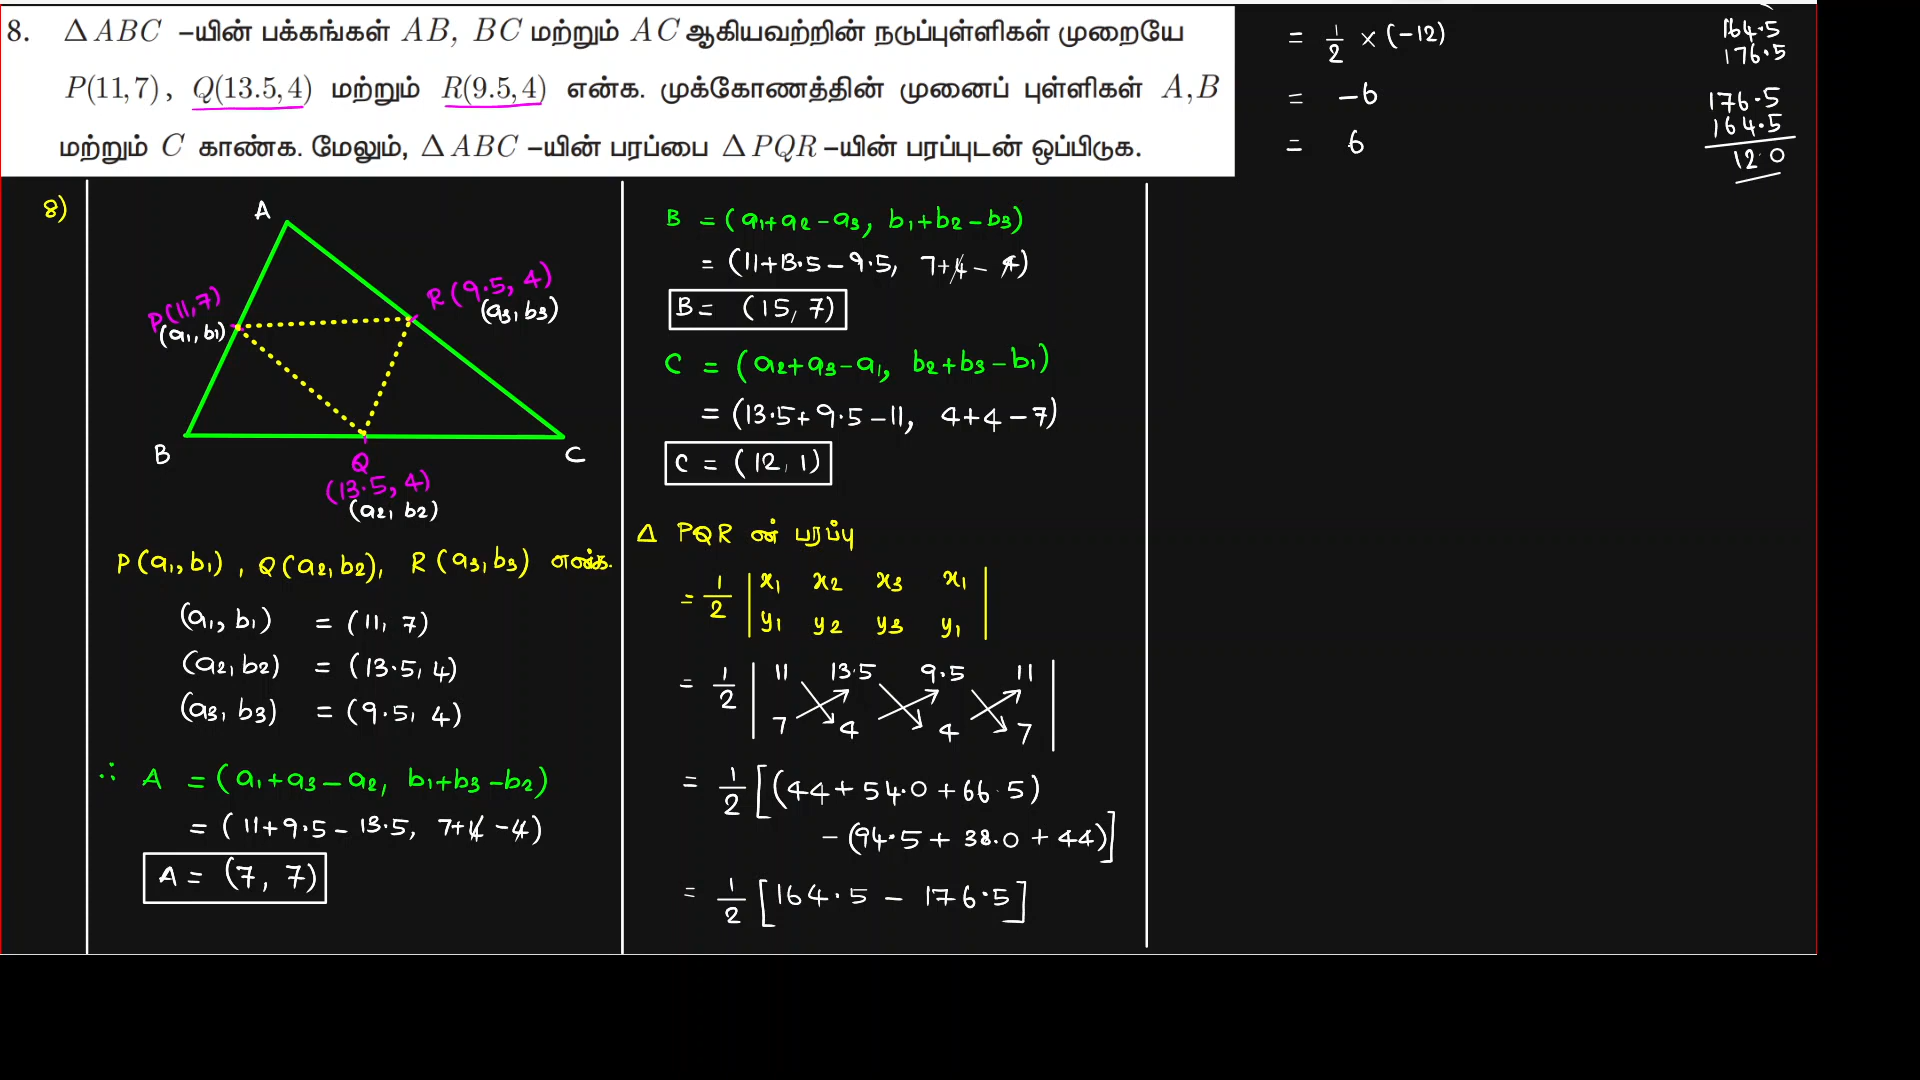 8. Δ ABC –யின் பக்கங்கள் AB, BC மற்றும் AC ஆகியவற்றின் நடுப்புள்ளிகள் முறையே
P(11,7), Q(13.5,4) மற்றும் R(9.5,4) என்க. முக்கோணத்தின் முனைப் புள்ளிகள் A,B
மற்றும் C காண்க. மேலும், Δ ABC –யின் பரப்பை Δ PQR –யின் பரப்புடன் ஒப்பிடுக.
8)
A
P(11,7)
(a1, b1)
R(9.5, 4)
(a3, b3)
B
C
Q
(13.5, 4)
(a2, b2)
P(a1, b1), Q(a2, b2), R(a3, b3) என்க.
(a1, b1) = (11, 7)
(a2, b2) = (13.5, 4)
(a3, b3) = (9.5, 4)
∴ A = (a1+a3-a2, b1+b3-b2)
= (11+9.5-13.5, 7+4-4)
A = (7, 7)
B = (a1+a2-a3, b1+b2-b3)
= (11+13.5-9.5, 7+4-4)
B = (15, 7)
C = (a2+a3-a1, b2+b3-b1)
= (13.5+9.5-11, 4+4-7)
C = (12, 1)
Δ PQR ன் பரப்பு
= 1/2 | x1 x2 x3 x1 |
y1 y2 y3 y1
= 1/2 | 11 13.5 9.5 11 |
7 4 4 7
= 1/2 [(44+54.0+66.5)
- (94.5+38.0+44)]
= 1/2 [164.5 - 176.5]
= 1/2 × (-12)
= -6
= 6
164.5
176.5
176.5
164.5
12.0